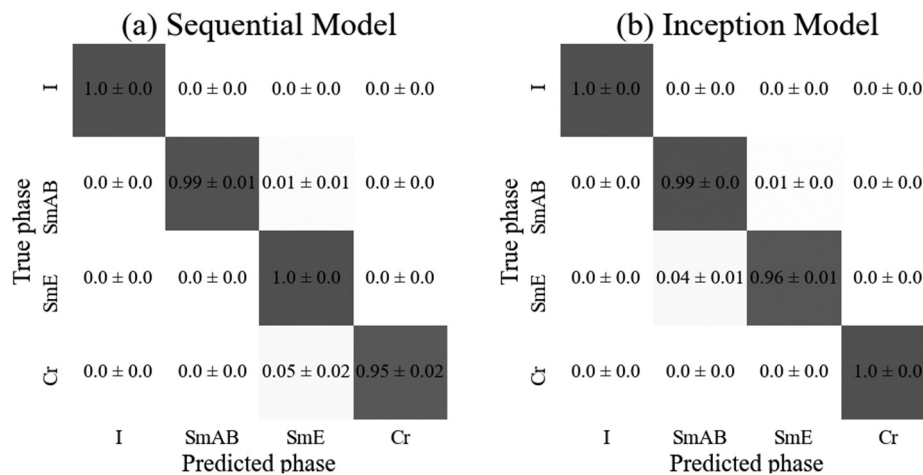 (a) Sequential Model
(b) Inception Model
True phase
I
1.0 ± 0.0 0.0 ± 0.0 0.0 ± 0.0 0.0 ± 0.0
SmAB
0.0 ± 0.0 0.99 ± 0.01 0.01 ± 0.01 0.0 ± 0.0
SmE
0.0 ± 0.0 0.0 ± 0.0 1.0 ± 0.0 0.0 ± 0.0
Cr
0.0 ± 0.0 0.0 ± 0.0 0.05 ± 0.02 0.95 ± 0.02
I SmAB SmE Cr
Predicted phase
True phase
I
1.0 ± 0.0 0.0 ± 0.0 0.0 ± 0.0 0.0 ± 0.0
SmAB
0.0 ± 0.0 0.99 ± 0.0 0.01 ± 0.0 0.0 ± 0.0
SmE
0.0 ± 0.0 0.04 ± 0.01 0.96 ± 0.01 0.0 ± 0.0
Cr
0.0 ± 0.0 0.0 ± 0.0 0.0 ± 0.0 1.0 ± 0.0
I SmAB SmE Cr
Predicted phase